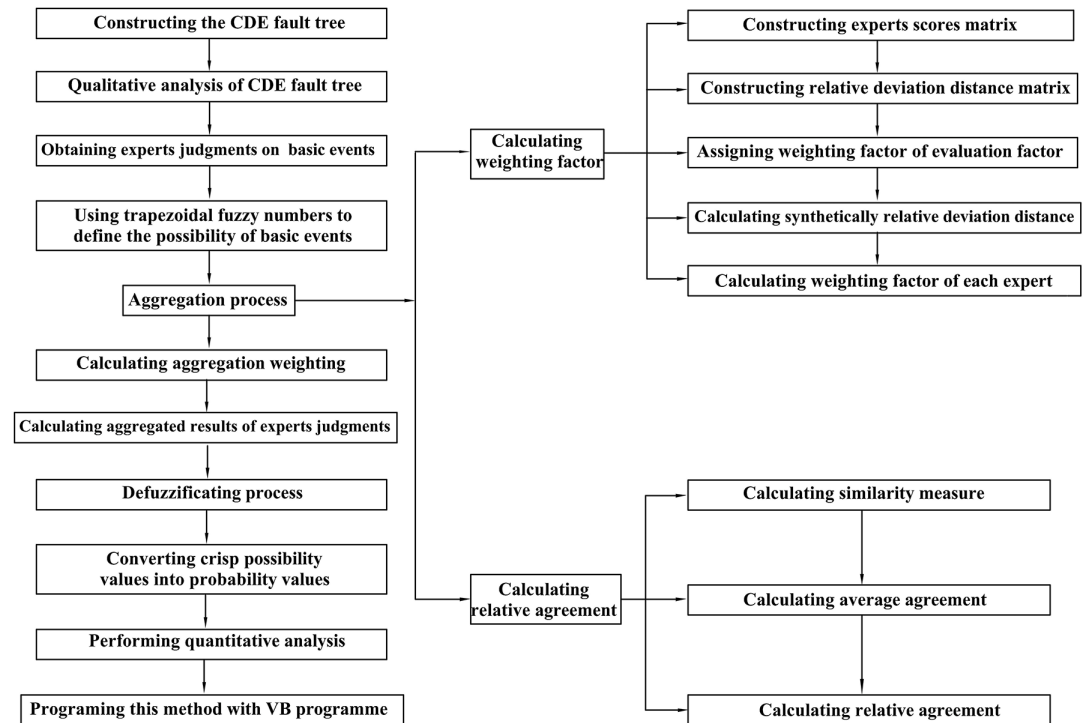 Constructing the CDE fault tree
Qualitative analysis of CDE fault tree
Obtaining experts judgments on basic events
Using trapezoidal fuzzy numbers to
define the possibility of basic events
Aggregation process
Calculating aggregation weighting
Calculating aggregated results of experts judgments
Defuzzificating process
Converting crisp possibility
values into probability values
Performing quantitative analysis
Programing this method with VB programme
Calculating
weighting factor
Constructing experts scores matrix
Constructing relative deviation distance matrix
Assigning weighting factor of evaluation factor
Calculating synthetically relative deviation distance
Calculating weighting factor of each expert
Calculating
relative agreement
Calculating similarity measure
Calculating average agreement
Calculating relative agreement